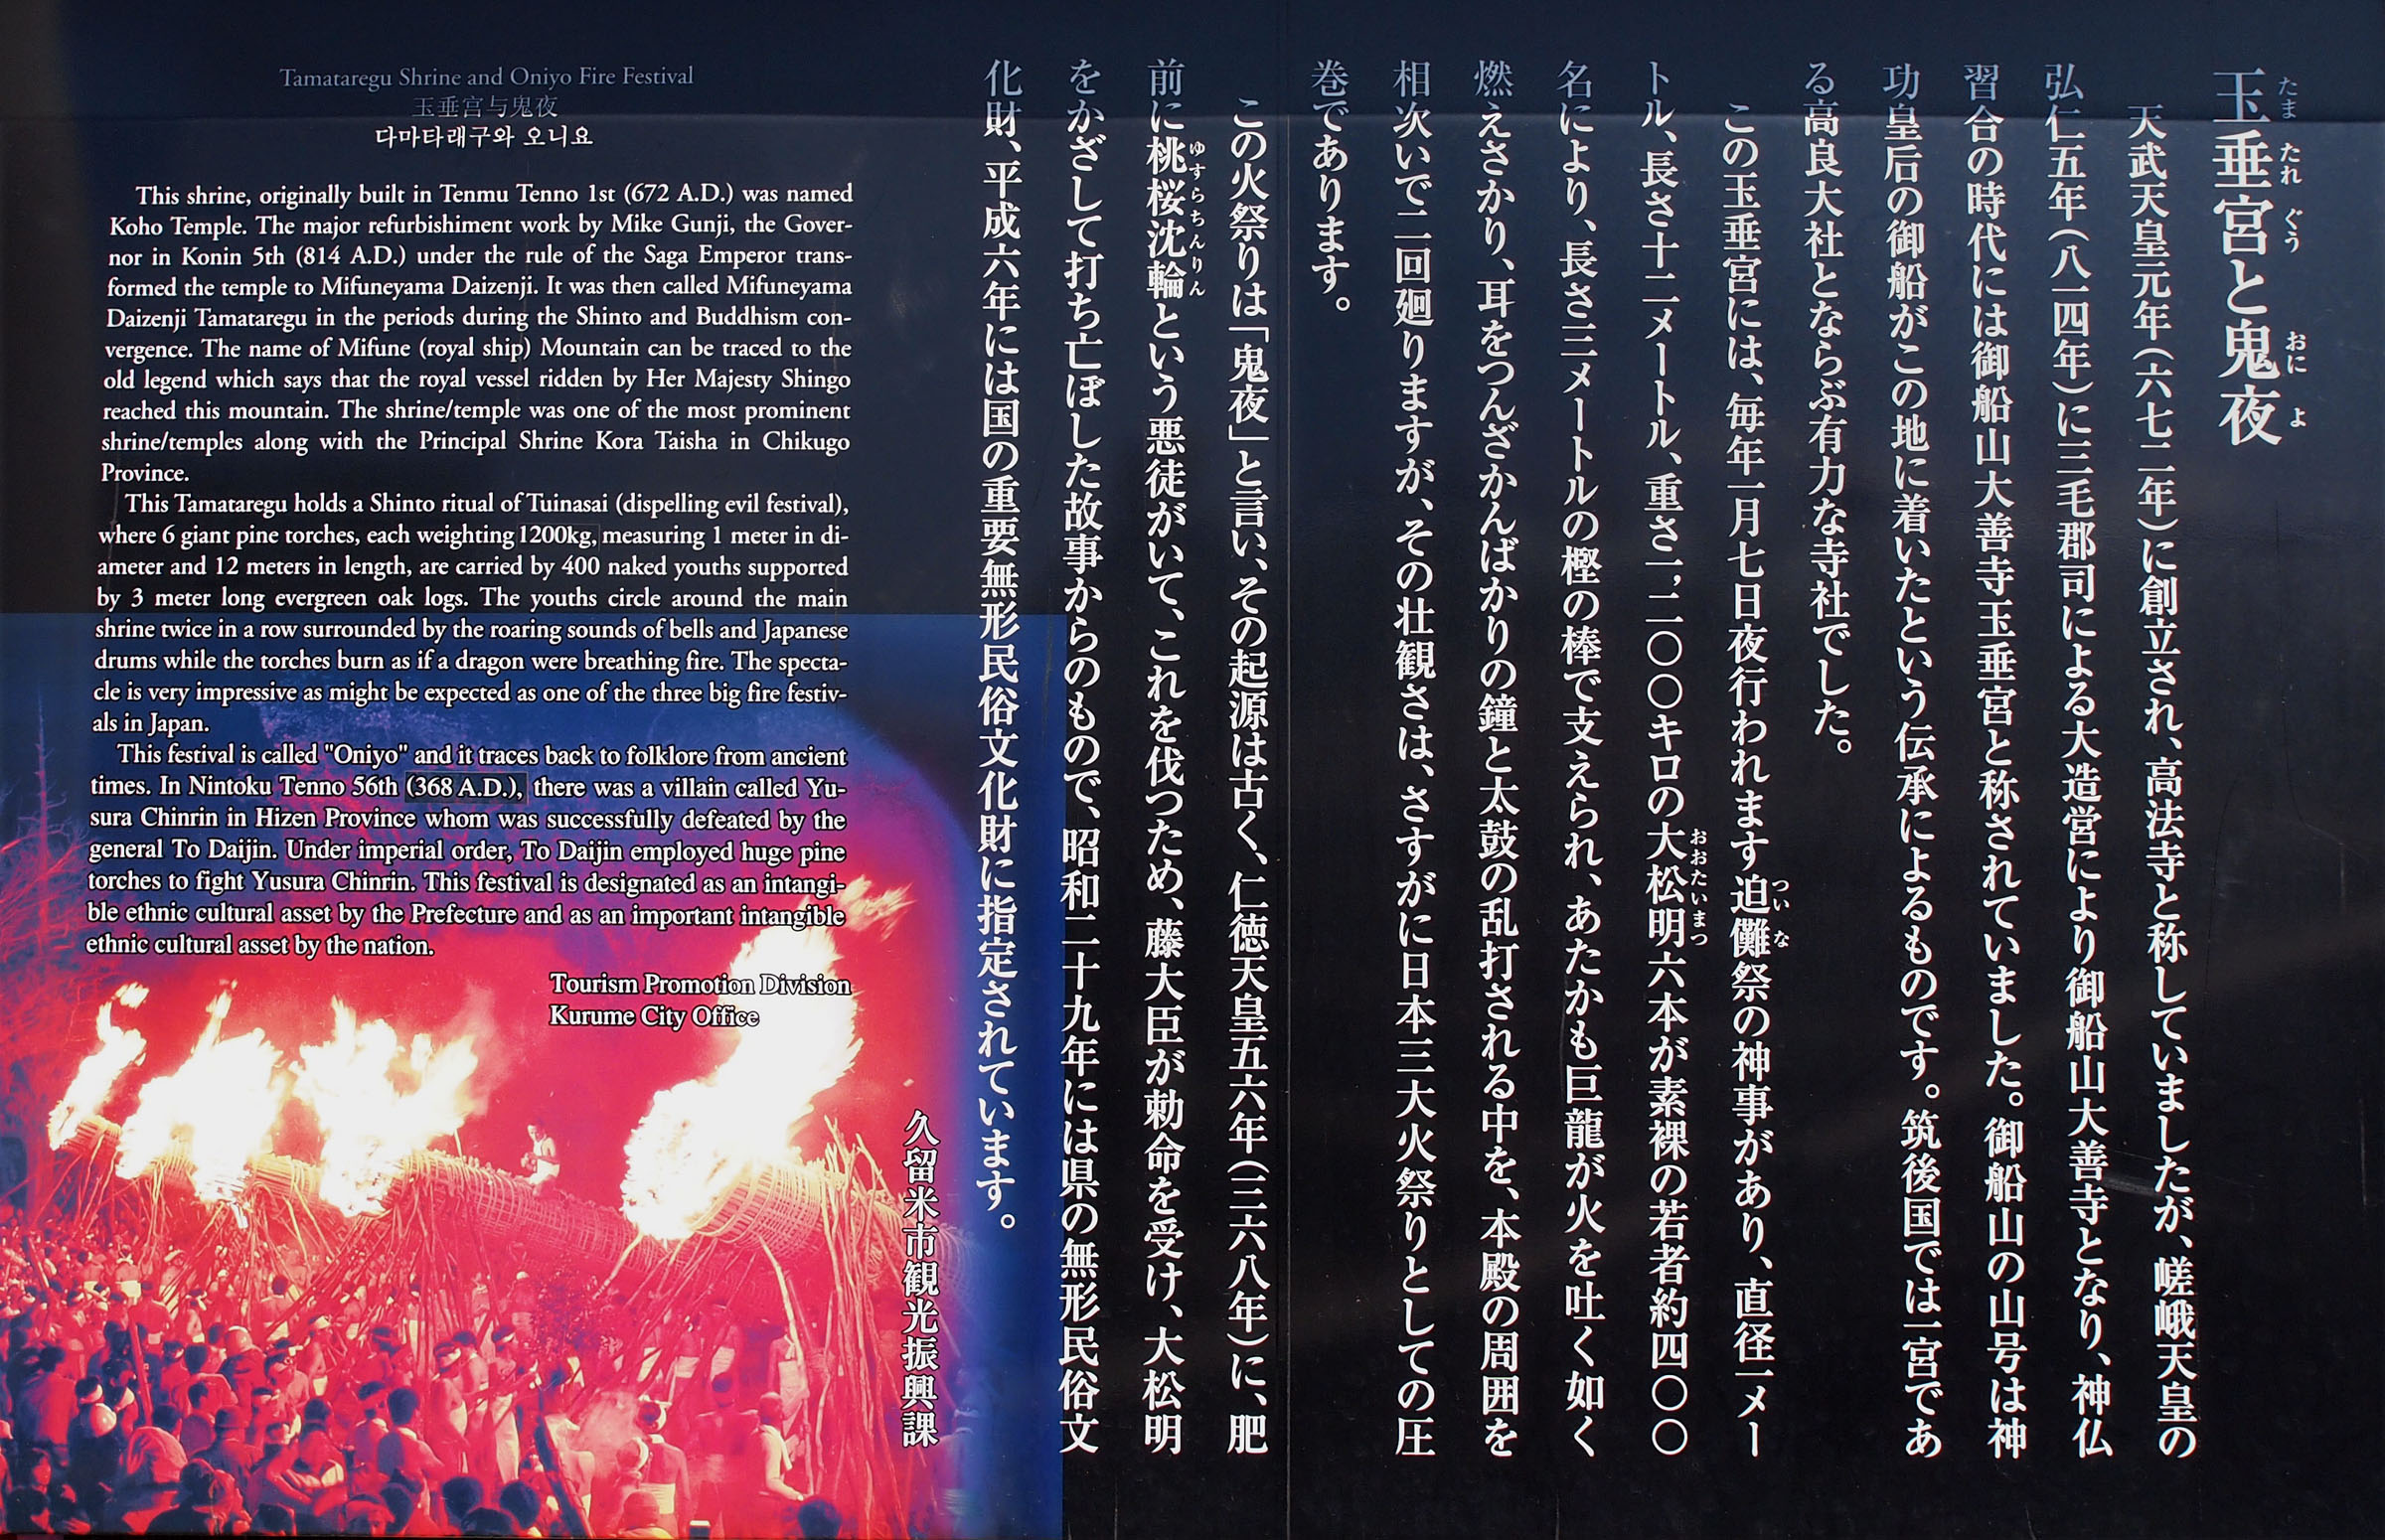 玉垂宮と鬼夜
たま たれ ぐう おに よ
天武天皇元年(六七二年)に創立され、高法寺と称していましたが、嵯峨天皇の
弘仁五年(八一四年)に三毛郡司による大造営により御船山大善寺となり、神仏
習合の時代には御船山大善寺玉垂宮と称されていました。御船山の山号は神
功皇后の御船がこの地に着いたという伝承によるものです。筑後国では一宮であ
る高良大社とならぶ有力な寺社でした。
この玉垂宮には、毎年一月七日夜行われます追儺祭の神事があり、直径一メー
つい な
トル、長さ十二メートル、重さ一,二〇〇キロの大松明六本が素裸の若者約四〇〇
おおたいまつ
名により、長さ三メートルの樫の棒で支えられ、あたかも巨龍が火を吐く如く
燃えさかり、耳をつんざかんばかりの鐘と太鼓の乱打される中を、本殿の周囲を
相次いで二回廻りますが、その壮観さは、さすがに日本三大火祭りとしての圧
巻であります。
この火祭りは「鬼夜」と言い、その起源は古く、仁徳天皇五六年(三六八年)に、肥
前に桃桜沈輪という悪徒がいて、これを伐つため、藤大臣が勅命を受け、大松明
ゆすらちんりん
をかざして打ち亡ぼした故事からのもので、昭和二十九年には県の無形民俗文
化財、平成六年には国の重要無形民俗文化財に指定されています。
久留米市観光振興課
Tamataregu Shrine and Oniyo Fire Festival
玉垂宫与鬼夜
다마타래구와 오니요
This shrine, originally built in Tenmu Tenno 1st (672 A.D.) was named
Koho Temple. The major refurbishiment work by Mike Gunji, the Gover-
nor in Konin 5th (814 A.D.) under the rule of the Saga Emperor trans-
formed the temple to Mifuneyama Daizenji. It was then called Mifuneyama
Daizenji Tamataregu in the periods during the Shinto and Buddhism con-
vergence. The name of Mifune (royal ship) Mountain can be traced to the
old legend which says that the royal vessel ridden by Her Majesty Shingo
reached this mountain. The shrine/temple was one of the most prominent
shrine/temples along with the Principal Shrine Kora Taisha in Chikugo
Province.
This Tamataregu holds a Shinto ritual of Tuinasai (dispelling evil festival),
where 6 giant pine torches, each weighting 1200kg, measuring 1 meter in di-
ameter and 12 meters in length, are carried by 400 naked youths supported
by 3 meter long evergreen oak logs. The youths circle around the main
shrine twice in a row surrounded by the roaring sounds of bells and Japanese
drums while the torches burn as if a dragon were breathing fire. The specta-
cle is very impressive as might be expected as one of the three big fire festiv-
als in Japan.
This festival is called "Oniyo" and it traces back to folklore from ancient
times. In Nintoku Tenno 56th (368 A.D.), there was a villain called Yu-
sura Chinrin in Hizen Province whom was successfully defeated by the
general To Daijin. Under imperial order, To Daijin employed huge pine
torches to fight Yusura Chinrin. This festival is designated as an intangi-
ble ethnic cultural asset by the Prefecture and as an important intangible
ethnic cultural asset by the nation.
Tourism Promotion Division
Kurume City Office